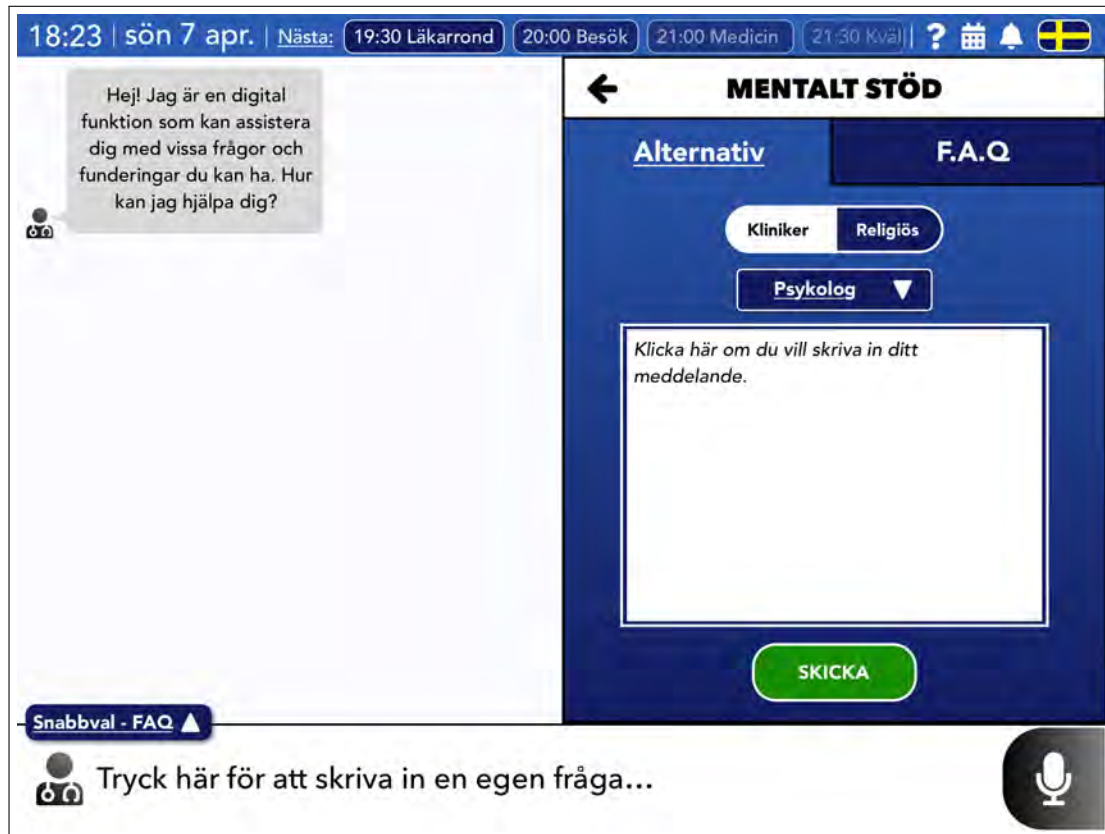 18:23 | sön 7 apr. | Nästa: 19:30 Läkarrond 20:00 Besök 21:00 Medicin 21:30 Kväl ?
Hej! Jag är en digital
funktion som kan assistera
dig med vissa frågor och
funderingar du kan ha. Hur
kan jag hjälpa dig?
MENTALT STÖD
Alternativ F.A.Q
Kliniker Religiös
Psykolog
Klicka här om du vill skriva in ditt
meddelande.
SKICKA
Snabbval - FAQ
Tryck här för att skriva in en egen fråga...